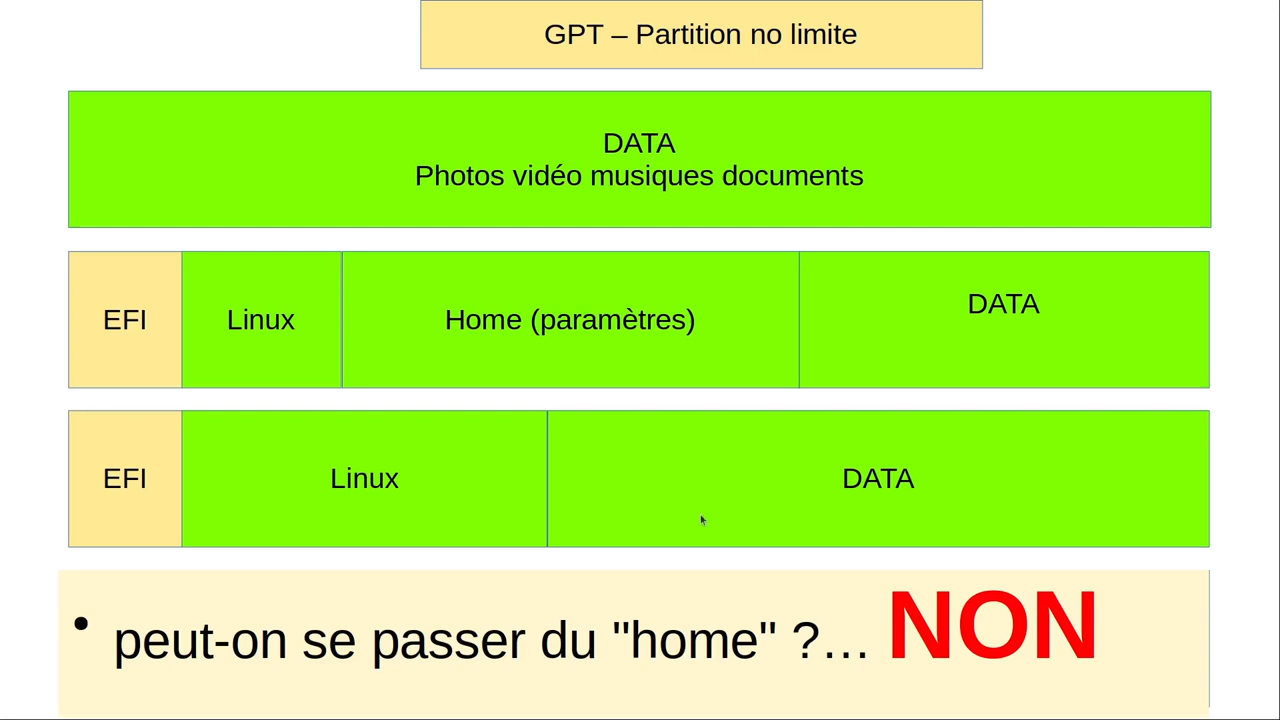 GPT – Partition no limite
DATA
Photos vidéo musiques documents
EFI
Linux
Home (paramètres)
DATA
EFI
Linux
DATA
• peut-on se passer du "home" ?… NON